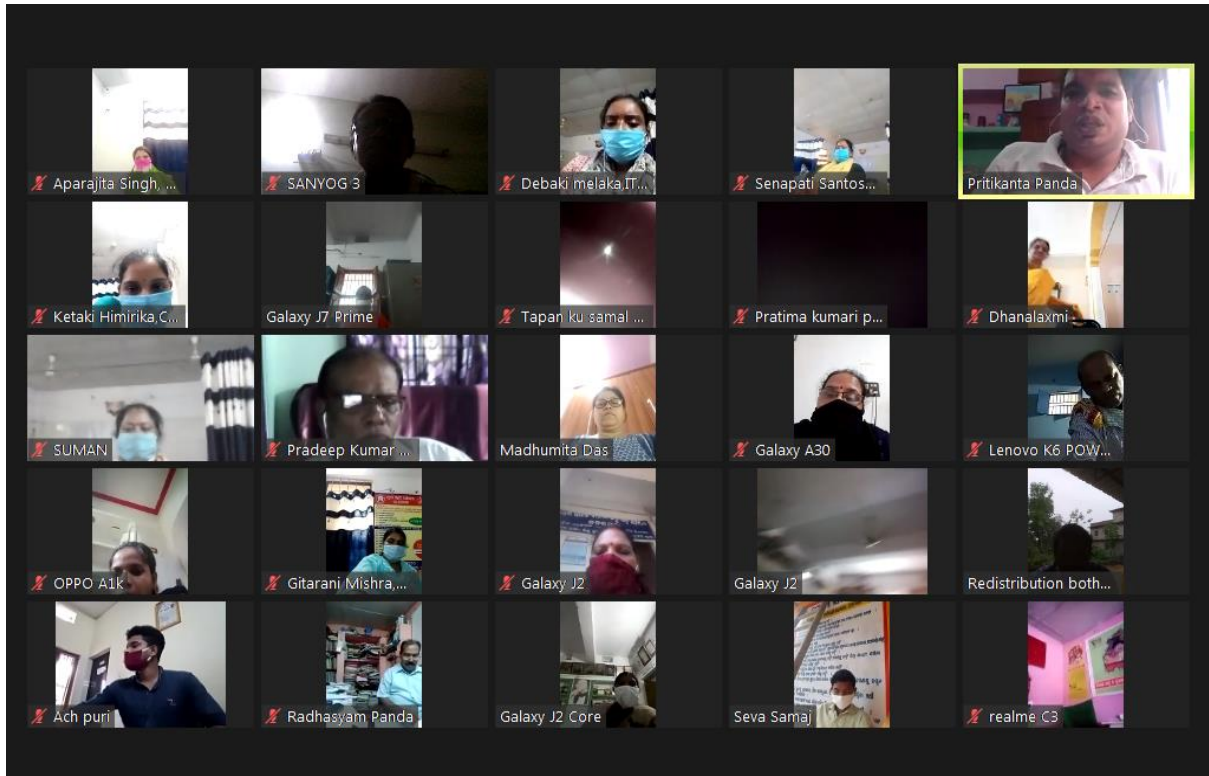 Aparajita Singh, ...
SANYOG 3
Debaki melaka,IT...
Senapati Santos...
Pritikanta Panda
Ketaki Himirika,C...
Galaxy J7 Prime
Tapan ku samal ...
Pratima kumari p...
Dhanalaxmi
SUMAN
Pradeep Kumar ...
Madhumita Das
Galaxy A30
Lenovo K6 POW...
OPPO A1k
Gitarani Mishra,...
Galaxy J2
Galaxy J2
Redistribution both...
Ach puri
Radhasyam Panda
Galaxy J2 Core
Seva Samaj
realme C3